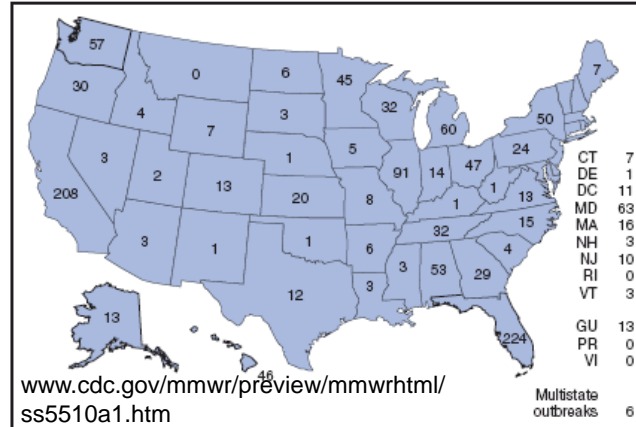 57
0
6
45
7
30
32
50
4
7
3
60
24
3
1
5
91
14
47
208
2
13
20
8
1
1
13
32
15
3
1
1
6
3
53
29
4
12
3
13
224
46
CT 7
DE 1
DC 11
MD 63
MA 16
NH 3
NJ 10
RI 0
VT 3
GU 13
PR 0
VI 0
Multistate
outbreaks 6
www.cdc.gov/mmwr/preview/mmwrhtml/
ss5510a1.htm